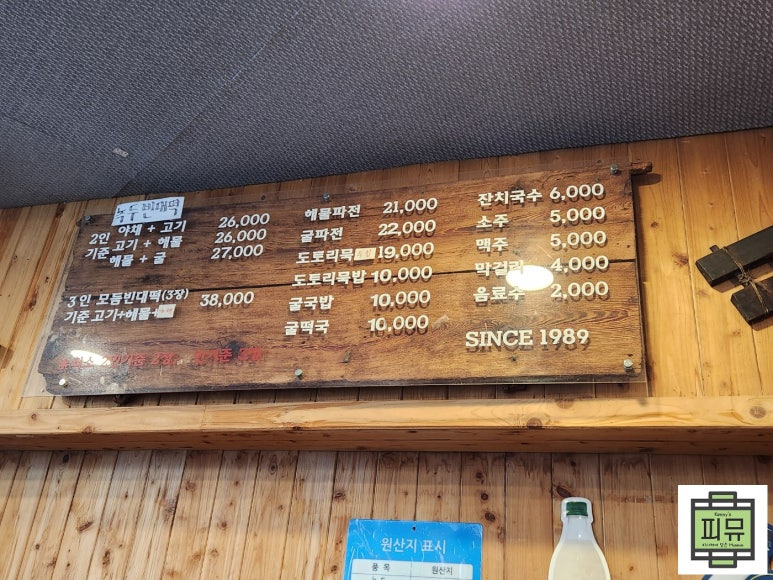 녹두빈대떡
2인 야채 + 고기 26,000
기준 고기 + 해물 26,000
해물 + 굴 27,000
3인 모듬빈대떡(3장) 38,000
기준 고기+해물+
해물파전 21,000
굴파전 22,000
도토리묵 19,000
도토리묵밥 10,000
굴국밥 10,000
굴떡국 10,000
잔치국수 6,000
소주 5,000
맥주 5,000
막걸리 4,000
음료수 2,000
SINCE 1989
원산지 표시
품 목 원산지
피뮤